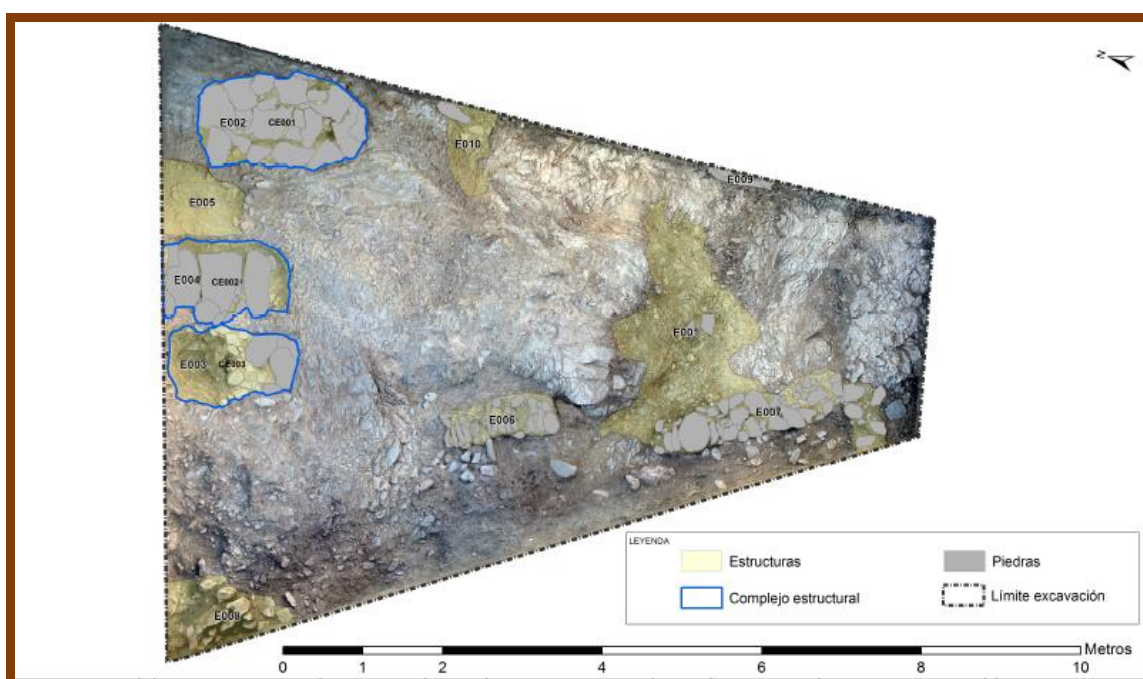 N
E002
CE001
E010
E009
E005
E004
CE002
E003
CE003
E001
E006
E007
E008
LEYENDA
Estructuras
Piedras
Complejo estructural
Límite excavación
Metros
0
1
2
4
6
8
10